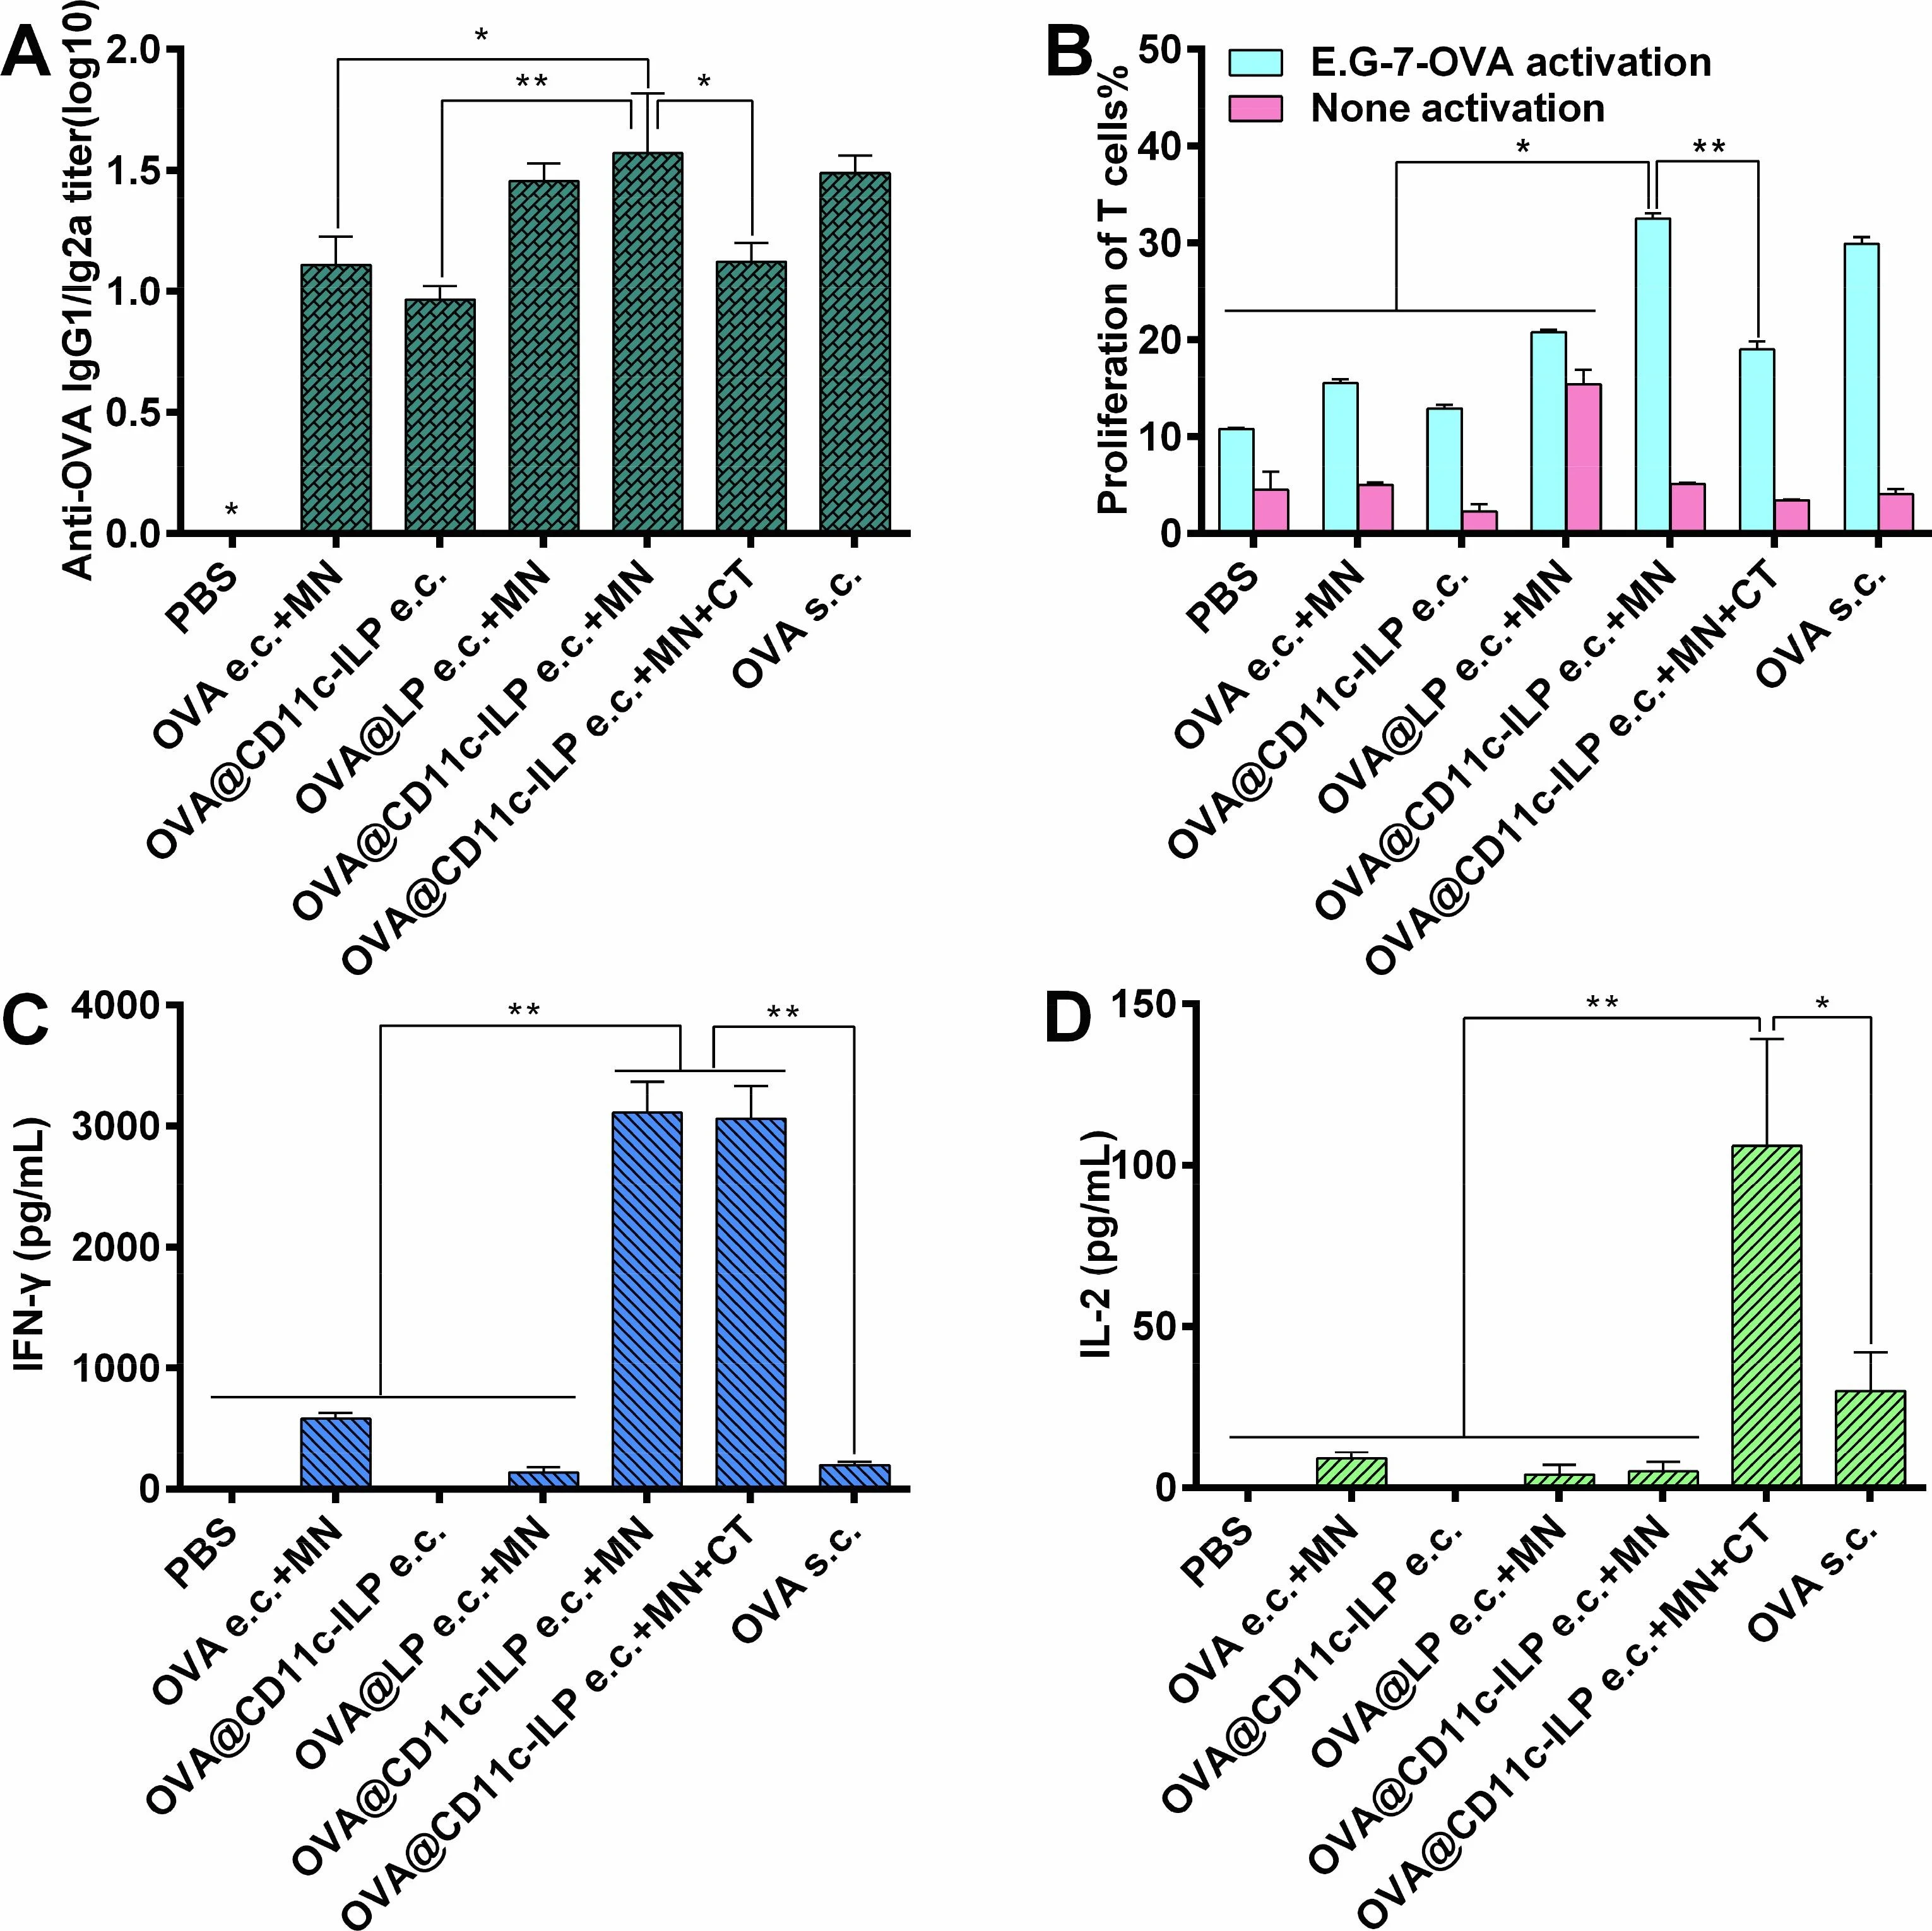 A
Anti-OVA IgG1/Ig2a titer(log10)
2.0
1.5
1.0
0.5
0.0
*
**
*
*
PBS
OVA e.c.+MN
OVA@CD11c-ILP e.c.
OVA@LP e.c.+MN
OVA@CD11c-ILP e.c.+MN
OVA@CD11c-ILP e.c.+MN+CT
OVA s.c.
B
Proliferation of T cells%
50
40
30
20
10
0
E.G-7-OVA activation
None activation
*
**
PBS
OVA e.c.+MN
OVA@CD11c-ILP e.c.
OVA@LP e.c.+MN
OVA@CD11c-ILP e.c.+MN
OVA@CD11c-ILP e.c.+MN+CT
OVA s.c.
C
IFN-γ (pg/mL)
4000
3000
2000
1000
0
**
**
PBS
OVA e.c.+MN
OVA@CD11c-ILP e.c.
OVA@LP e.c.+MN
OVA@CD11c-ILP e.c.+MN
OVA@CD11c-ILP e.c.+MN+CT
OVA s.c.
D
IL-2 (pg/mL)
150
100
50
0
**
*
PBS
OVA e.c.+MN
OVA@CD11c-ILP e.c.
OVA@LP e.c.+MN
OVA@CD11c-ILP e.c.+MN
OVA@CD11c-ILP e.c.+MN+CT
OVA s.c.